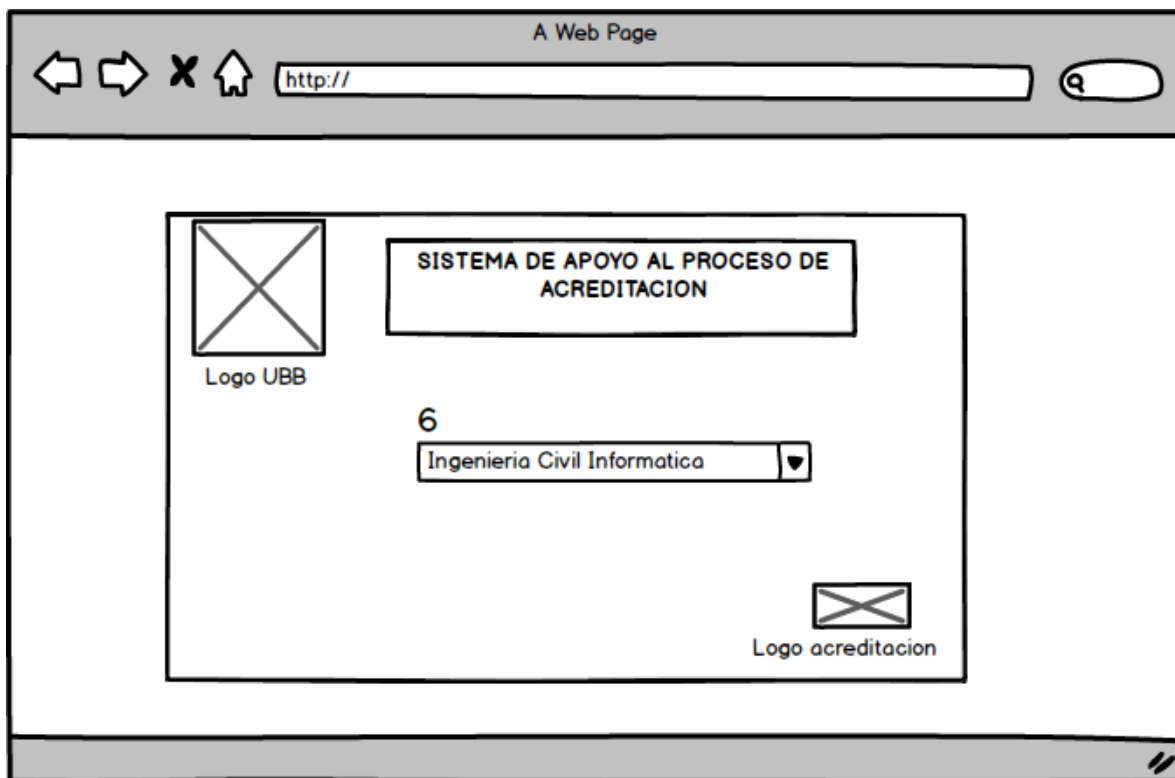 A Web Page
http://
SISTEMA DE APOYO AL PROCESO DE
ACREDITACION
Logo UBB
6
Ingenieria Civil Informatica
Logo acreditacion